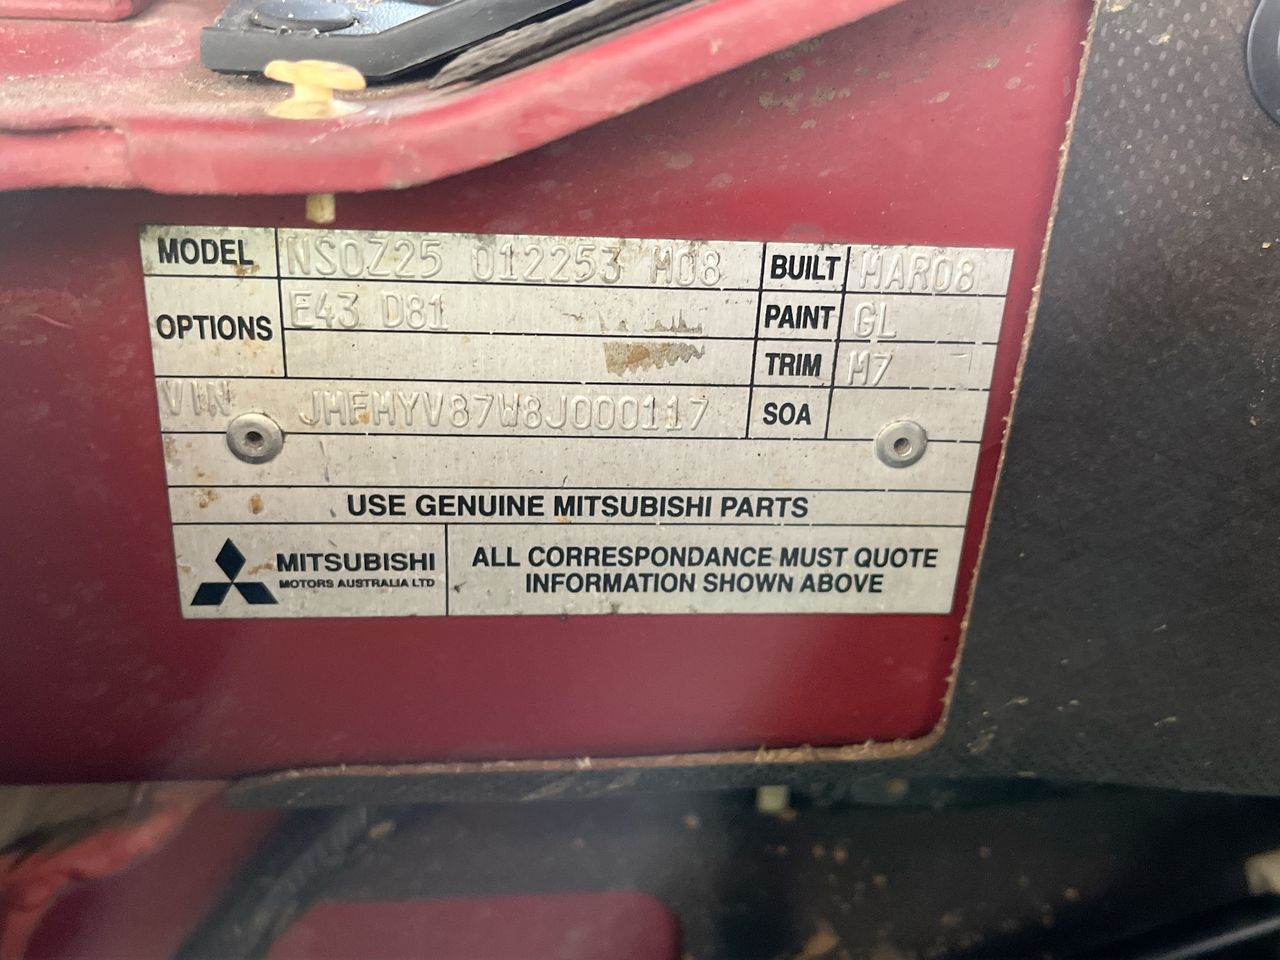 MODEL NS0Z25 012253 M08 BUILT MAR08
OPTIONS E43 D81 PAINT GL
TRIM M7
VIN JMFMYV87W8J000117 SOA
USE GENUINE MITSUBISHI PARTS
MITSUBISHI
MOTORS AUSTRALIA LTD
ALL CORRESPONDANCE MUST QUOTE
INFORMATION SHOWN ABOVE